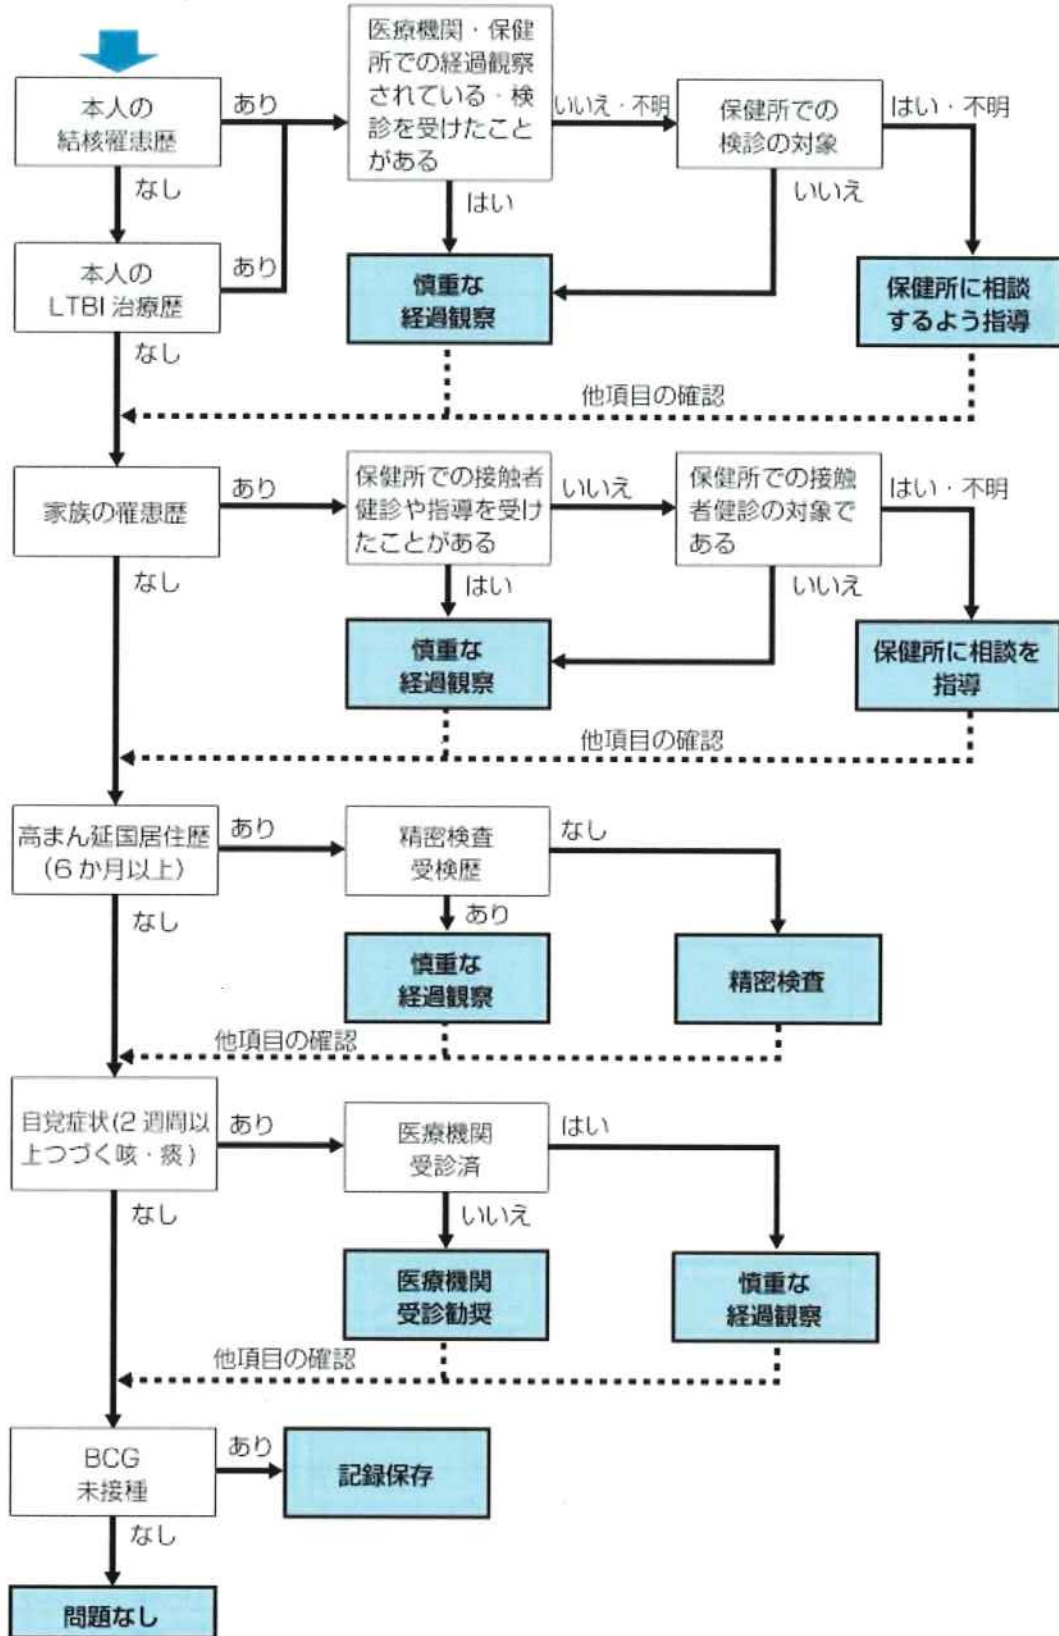 医療機関・保健
所での経過観察
されている・検
診を受けたこと
がある
本人の
結核罹患歴
あり
いいえ・不明
保健所での
検診の対象
はい・不明
なし
はい
いいえ
本人の
LTBI 治療歴
あり
慎重な
経過観察
保健所に相談
するよう指導
なし
他項目の確認
家族の罹患歴
あり
保健所での接触者
健診や指導を受け
たことがある
いいえ
保健所での接触
者健診の対象で
ある
はい・不明
なし
はい
いいえ
慎重な
経過観察
保健所に相談を
指導
他項目の確認
高まん延国居住歴
(6 か月以上)
あり
精密検査
受検歴
なし
なし
あり
慎重な
経過観察
精密検査
他項目の確認
自覚症状(2 週間以
上つづく咳・痰)
あり
医療機関
受診済
はい
なし
いいえ
医療機関
受診勧奨
慎重な
経過観察
他項目の確認
BCG
未接種
あり
記録保存
なし
問題なし